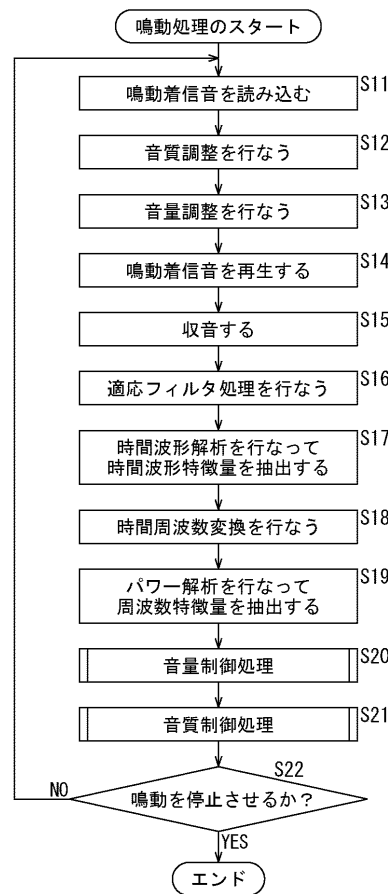 鳴動処理のスタート
S11
鳴動着信音を読み込む
S12
音質調整を行なう
S13
音量調整を行なう
S14
鳴動着信音を再生する
S15
収音する
S16
適応フィルタ処理を行なう
S17
時間波形解析を行なって
時間波形特徴量を抽出する
S18
時間周波数変換を行なう
S19
パワー解析を行なって
周波数特徴量を抽出する
S20
音量制御処理
S21
音質制御処理
S22
鳴動を停止させるか?
NO
YES
エンド